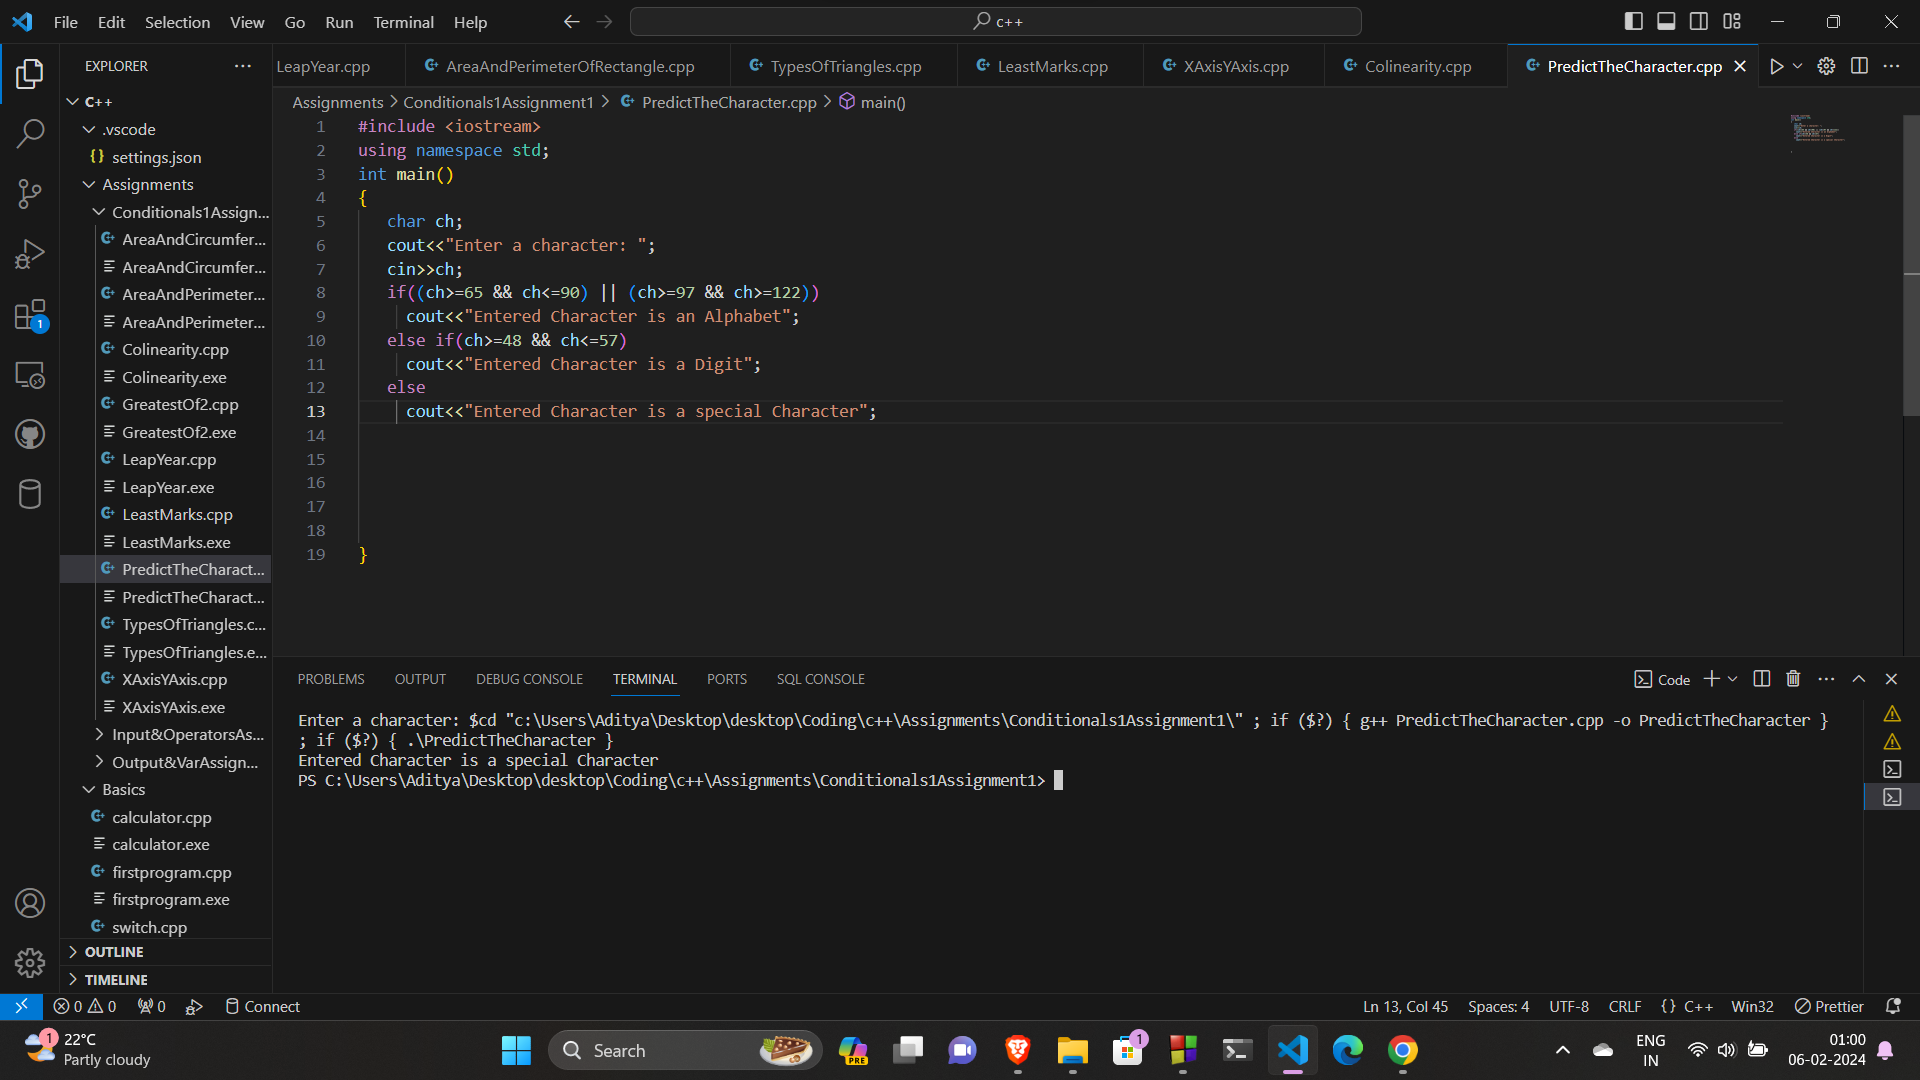 File Edit Selection View Go Run Terminal Help
c++
EXPLORER
LeapYear.cpp
AreaAndPerimeterOfRectangle.cpp
TypesOfTriangles.cpp
LeastMarks.cpp
XAxisYAxis.cpp
Colinearity.cpp
PredictTheCharacter.cpp
Assignments > Conditionals1Assignment1 > PredictTheCharacter.cpp > main()
C++
.vscode
settings.json
Assignments
Conditionals1Assign...
AreaAndCircumfer...
AreaAndCircumfer...
AreaAndPerimeter...
AreaAndPerimeter...
Colinearity.cpp
Colinearity.exe
GreatestOf2.cpp
GreatestOf2.exe
LeapYear.cpp
LeapYear.exe
LeastMarks.cpp
LeastMarks.exe
PredictTheCharact...
PredictTheCharact...
TypesOfTriangles.c...
TypesOfTriangles.e...
XAxisYAxis.cpp
XAxisYAxis.exe
Input&OperatorsAs...
Output&VarAssign...
Basics
calculator.cpp
calculator.exe
firstprogram.cpp
firstprogram.exe
switch.cpp
OUTLINE
TIMELINE
1
1 #include <iostream>
2 using namespace std;
3 int main()
4 {
5 char ch;
6 cout<<"Enter a character: ";
7 cin>>ch;
8 if((ch>=65 && ch<=90) || (ch>=97 && ch>=122))
9 cout<<"Entered Character is an Alphabet";
10 else if(ch>=48 && ch<=57)
11 cout<<"Entered Character is a Digit";
12 else
13 cout<<"Entered Character is a special Character";
14
15
16
17
18
19 }
PROBLEMS OUTPUT DEBUG CONSOLE TERMINAL PORTS SQL CONSOLE
Code
Enter a character: $cd "c:\Users\Aditya\Desktop\desktop\Coding\c++\Assignments\Conditionals1Assignment1\" ; if ($?) { g++ PredictTheCharacter.cpp -o PredictTheCharacter }
; if ($?) { .\PredictTheCharacter }
Entered Character is a special Character
PS C:\Users\Aditya\Desktop\desktop\Coding\c++\Assignments\Conditionals1Assignment1>
0 0 0 Connect
Ln 13, Col 45 Spaces: 4 UTF-8 CRLF {} C++ Win32 Prettier
1
22°C
Partly cloudy
Search
PRE
1
ENG
IN
01:00
06-02-2024